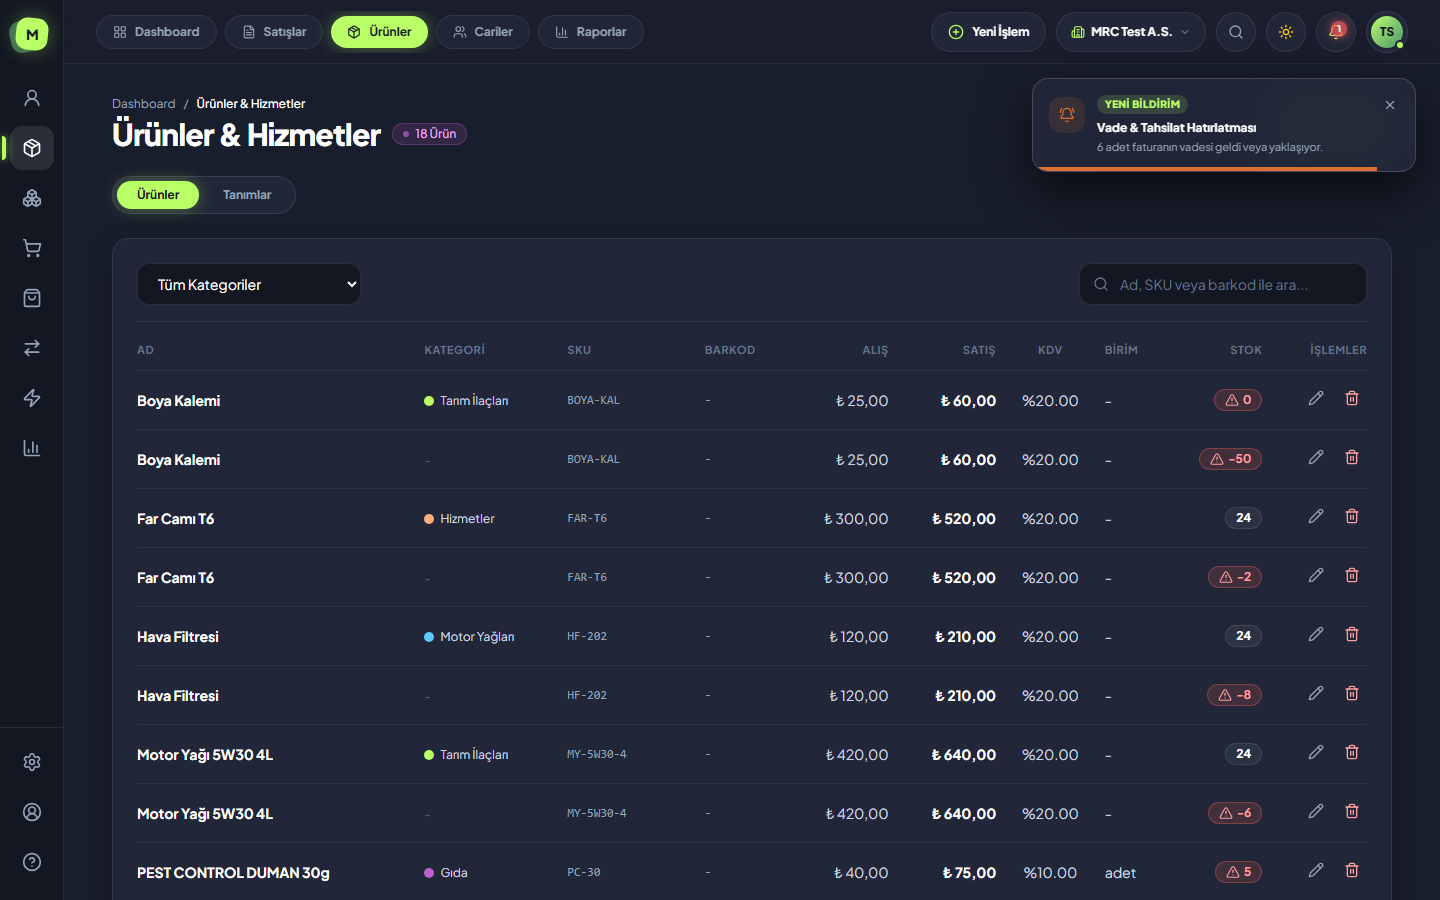 M
Dashboard
Satışlar
Ürünler
Cariler
Raporlar
Yeni İşlem
MRC Test A.S.
TS
Dashboard / Ürünler & Hizmetler
Ürünler & Hizmetler
18 Ürün
YENİ BİLDİRİM
Vade & Tahsilat Hatırlatması
6 adet faturanın vadesi geldi veya yaklaşıyor.
Ürünler
Tanımlar
Tüm Kategoriler
Ad, SKU veya barkod ile ara...
AD KATEGORİ SKU BARKOD ALIŞ SATIŞ KDV BİRİM STOK İŞLEMLER
Boya Kalemi Tarım İlaçları BOYA-KAL - ₺ 25,00 ₺ 60,00 %20.00 - 0
Boya Kalemi - BOYA-KAL - ₺ 25,00 ₺ 60,00 %20.00 - -50
Far Camı T6 Hizmetler FAR-T6 - ₺ 300,00 ₺ 520,00 %20.00 - 24
Far Camı T6 - FAR-T6 - ₺ 300,00 ₺ 520,00 %20.00 - -2
Hava Filtresi Motor Yağları HF-202 - ₺ 120,00 ₺ 210,00 %20.00 - 24
Hava Filtresi - HF-202 - ₺ 120,00 ₺ 210,00 %20.00 - -8
Motor Yağı 5W30 4L Tarım İlaçları MY-5W30-4 - ₺ 420,00 ₺ 640,00 %20.00 - 24
Motor Yağı 5W30 4L - MY-5W30-4 - ₺ 420,00 ₺ 640,00 %20.00 - -6
PEST CONTROL DUMAN 30g Gıda PC-30 - ₺ 40,00 ₺ 75,00 %10.00 adet 5